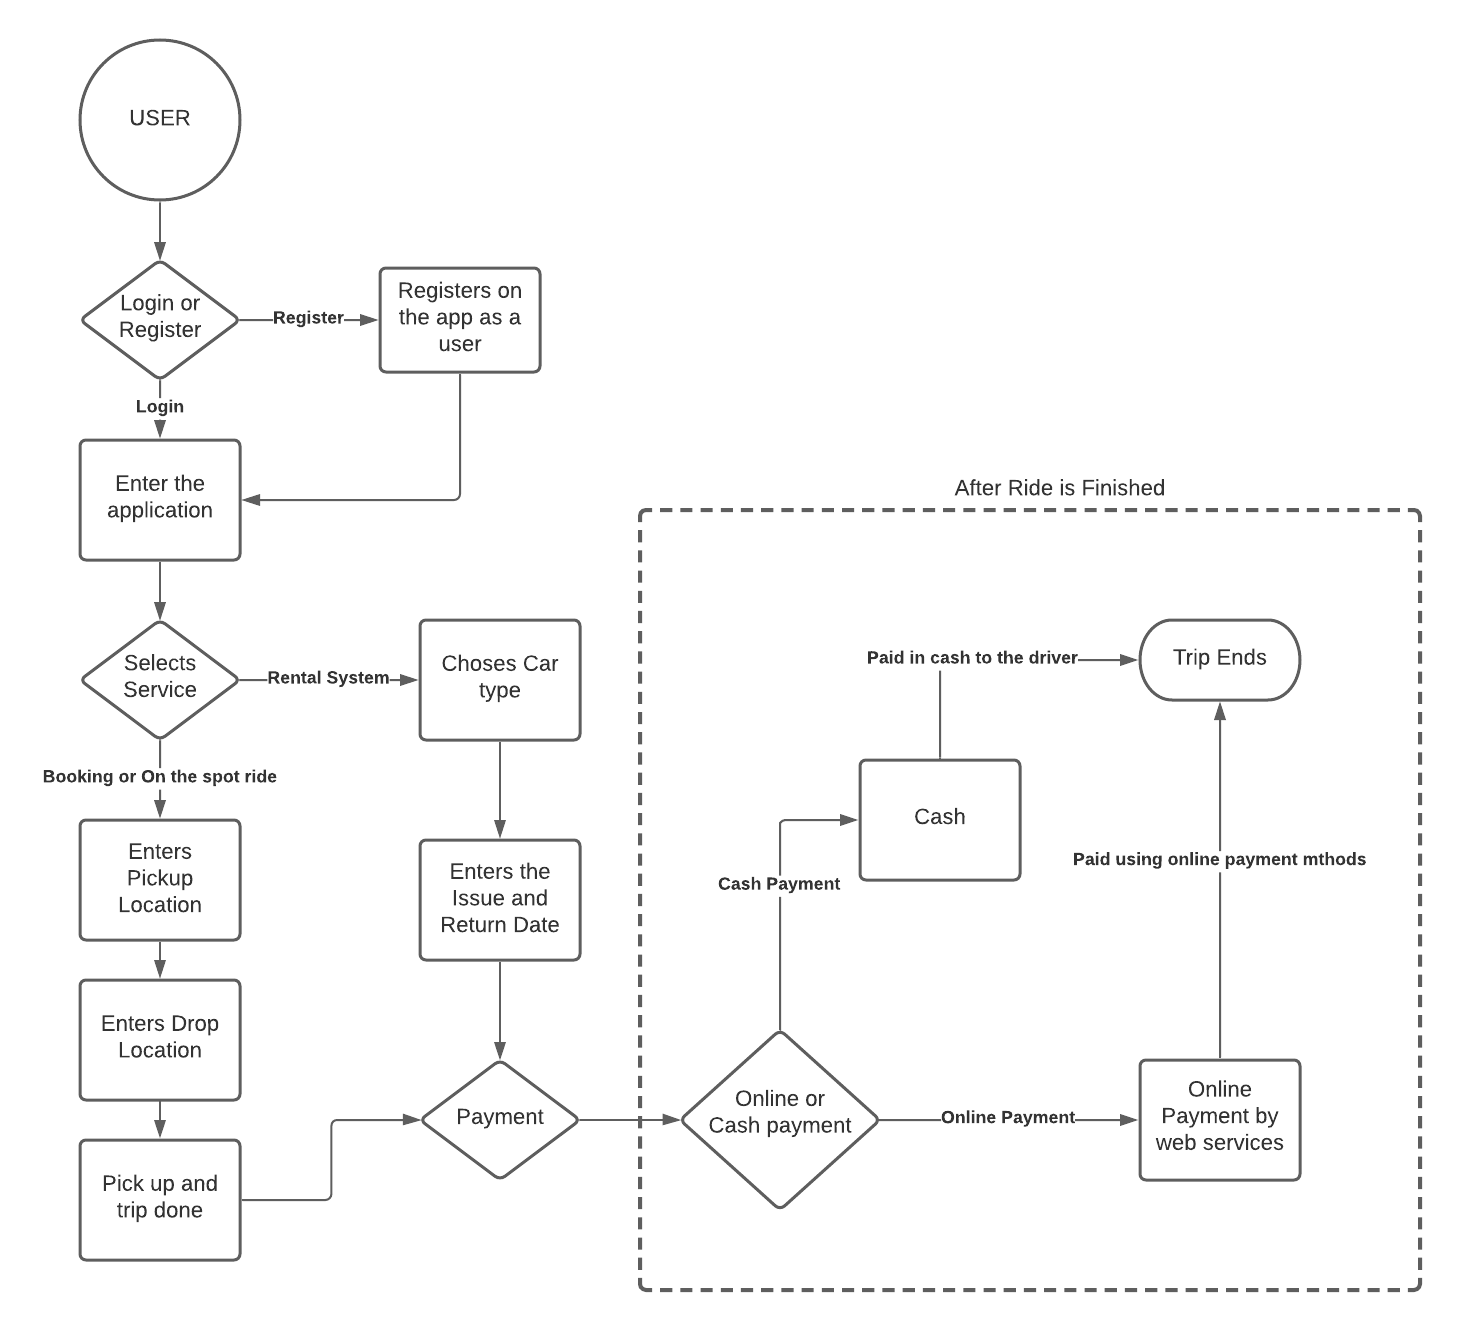 USER
Login or
Register
Register
Registers on
the app as a
user
Login
Enter the
application
Selects
Service
Rental System
Choses Car
type
Booking or On the spot ride
Enters
Pickup
Location
Enters the
Issue and
Return Date
Enters Drop
Location
Pick up and
trip done
Payment
After Ride is Finished
Online or
Cash payment
Cash Payment
Cash
Paid in cash to the driver
Trip Ends
Online Payment
Online
Payment by
web services
Paid using online payment mthods